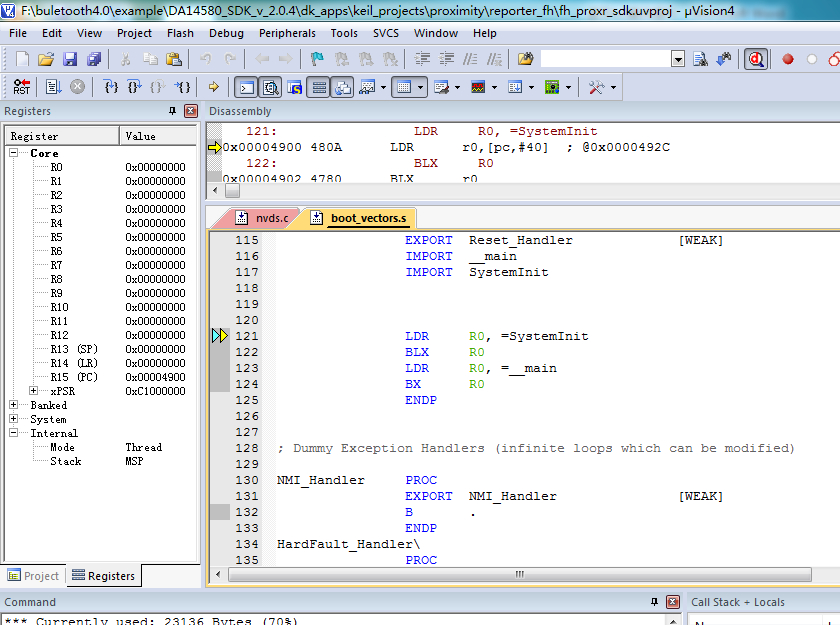 F:\buletooth4.0\example\DA14580_SDK_v_2.0.4\dk_apps\keil_projects\proximity\reporter_fh\fh_proxr_sdk.uvproj - µVision4
File Edit View Project Flash Debug Peripherals Tools SVCS Window Help
RST
Registers
Register Value
Core
R0 0x00000000
R1 0x00000000
R2 0x00000000
R3 0x00000000
R4 0x00000000
R5 0x00000000
R6 0x00000000
R7 0x00000000
R8 0x00000000
R9 0x00000000
R10 0x00000000
R11 0x00000000
R12 0x00000000
R13 (SP) 0x00000000
R14 (LR) 0x00000000
R15 (PC) 0x00004900
xPSR 0xC1000000
Banked
System
Internal
Mode Thread
Stack MSP
Project Registers
Disassembly
121: LDR R0, =SystemInit
0x00004900 480A LDR r0,[pc,#40] ; @0x0000492C
122: BLX R0
0x00004902 4780 BLX r0
nvds.c boot_vectors.s
115 EXPORT Reset_Handler [WEAK]
116 IMPORT __main
117 IMPORT SystemInit
118
119
120
121 LDR R0, =SystemInit
122 BLX R0
123 LDR R0, =__main
124 BX R0
125 ENDP
126
127
128 ; Dummy Exception Handlers (infinite loops which can be modified)
129
130 NMI_Handler PROC
131 EXPORT NMI_Handler [WEAK]
132 B .
133 ENDP
134 HardFault_Handler\
135 PROC
Command
*** Currently used: 23136 Bytes (70%)
Call Stack + Locals